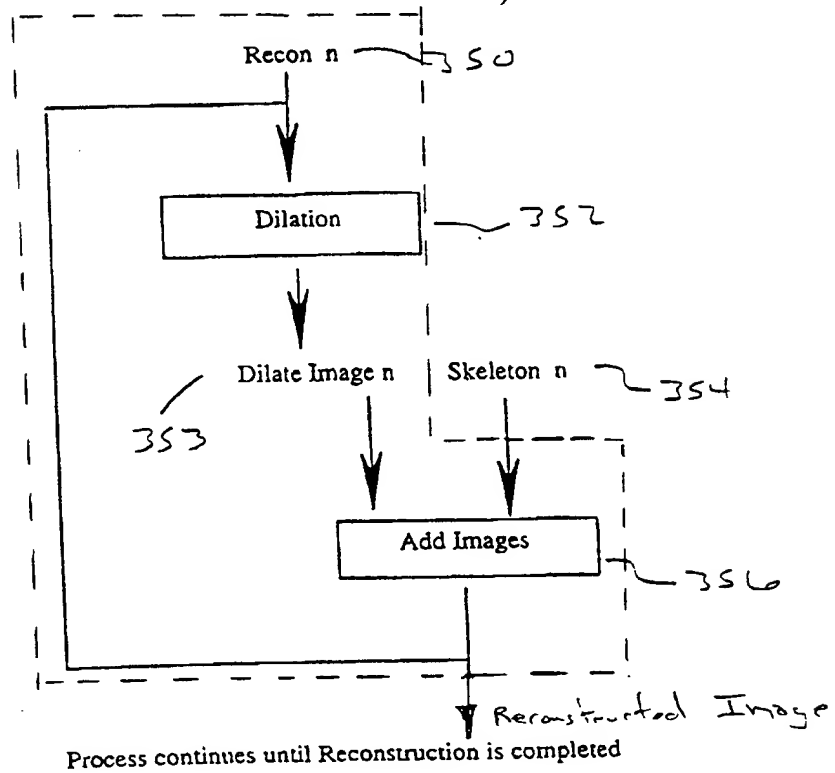 Recon n 350
Dilation 352
Dilate Image n Skeleton n 354
353
Add Images
356
Reconstructed Image
Process continues until Reconstruction is completed